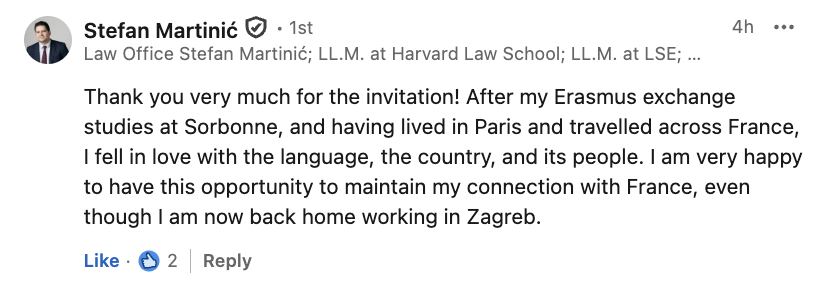 Stefan Martinić • 1st 4h •••
Law Office Stefan Martinić; LL.M. at Harvard Law School; LL.M. at LSE; ...
Thank you very much for the invitation! After my Erasmus exchange
studies at Sorbonne, and having lived in Paris and travelled across France,
I fell in love with the language, the country, and its people. I am very happy
to have this opportunity to maintain my connection with France, even
though I am now back home working in Zagreb.
Like · 2 | Reply